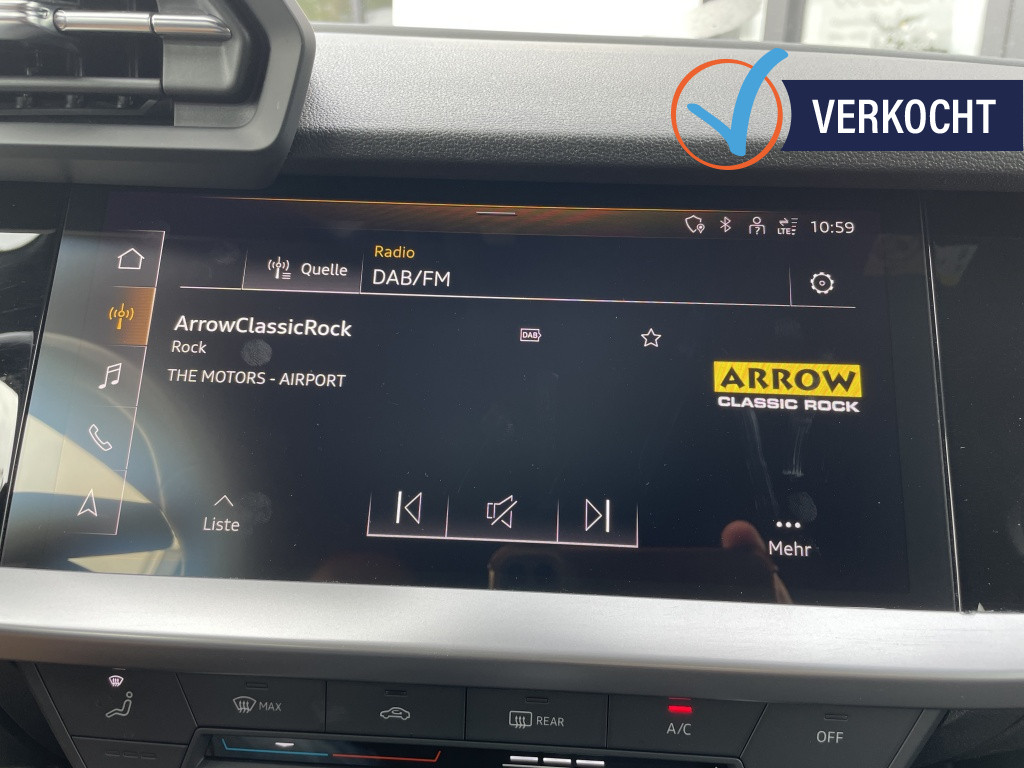 VERKOCHT
LTE
10:59
Radio
Quelle
DAB/FM
ArrowClassicRock
DAB
Rock
THE MOTORS - AIRPORT
ARROW
CLASSIC ROCK
Liste
Mehr
MAX
REAR
A/C
OFF